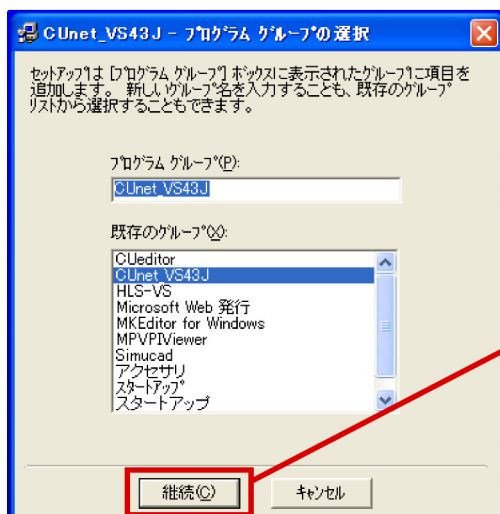 CUnet_VS43J - ﾌﾟﾛｸﾞﾗﾑ ｸﾞﾙｰﾌﾟの選択
ｾｯﾄｱｯﾌﾟは [ﾌﾟﾛｸﾞﾗﾑ ｸﾞﾙｰﾌﾟ] ﾎﾞｯｸｽに表示されたｸﾞﾙｰﾌﾟに項目を
追加します。 新しいｸﾞﾙｰﾌﾟ名を入力することも、既存のｸﾞﾙｰﾌﾟ
ﾘｽﾄから選択することもできます。
ﾌﾟﾛｸﾞﾗﾑ ｸﾞﾙｰﾌﾟ(P):
CUnet_VS43J
既存のｸﾞﾙｰﾌﾟ(X):
CUeditor
CUnet_VS43J
HLS-VS
Microsoft Web 発行
MKEditor for Windows
MPVPIViewer
Simucad
アクセサリ
ｽﾀｰﾄｱｯﾌﾟ
スタートアップ
継続(C)
ｷｬﾝｾﾙ